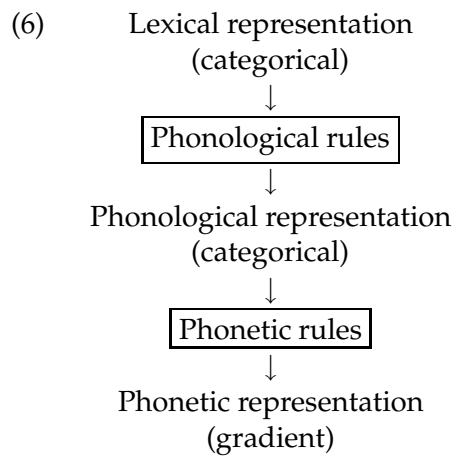 (6) Lexical representation
(categorical)
↓
Phonological rules
↓
Phonological representation
(categorical)
↓
Phonetic rules
↓
Phonetic representation
(gradient)